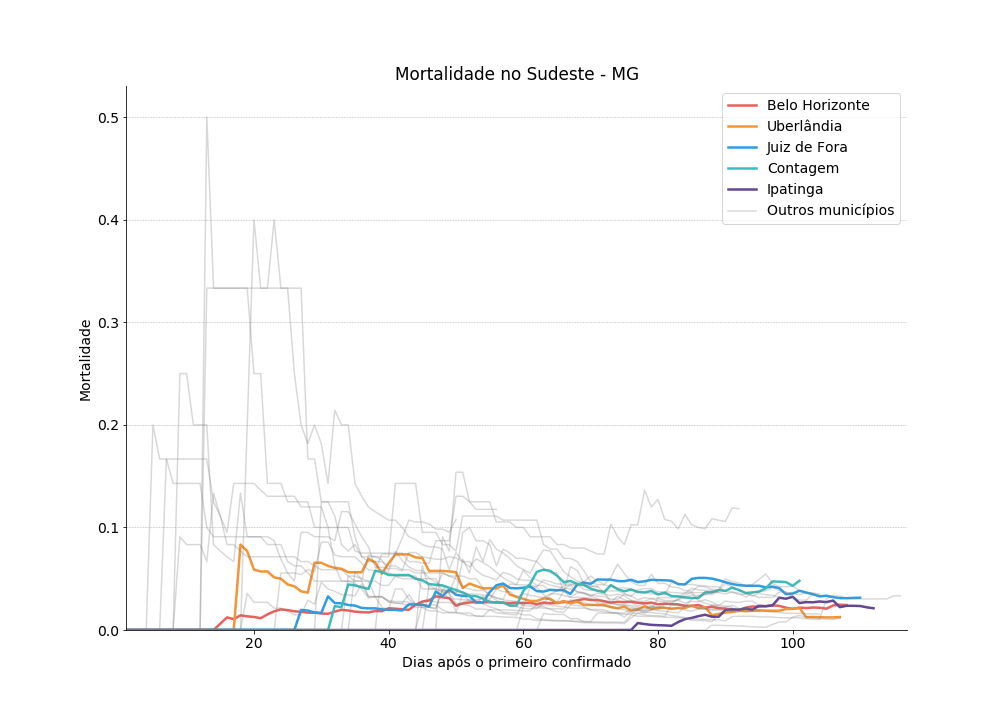 Mortalidade no Sudeste - MG
0.5
0.4
0.3
0.2
0.1
0.0
Mortalidade
Belo Horizonte
Uberlândia
Juiz de Fora
Contagem
Ipatinga
Outros municípios
20 40 60 80 100
Dias após o primeiro confirmado